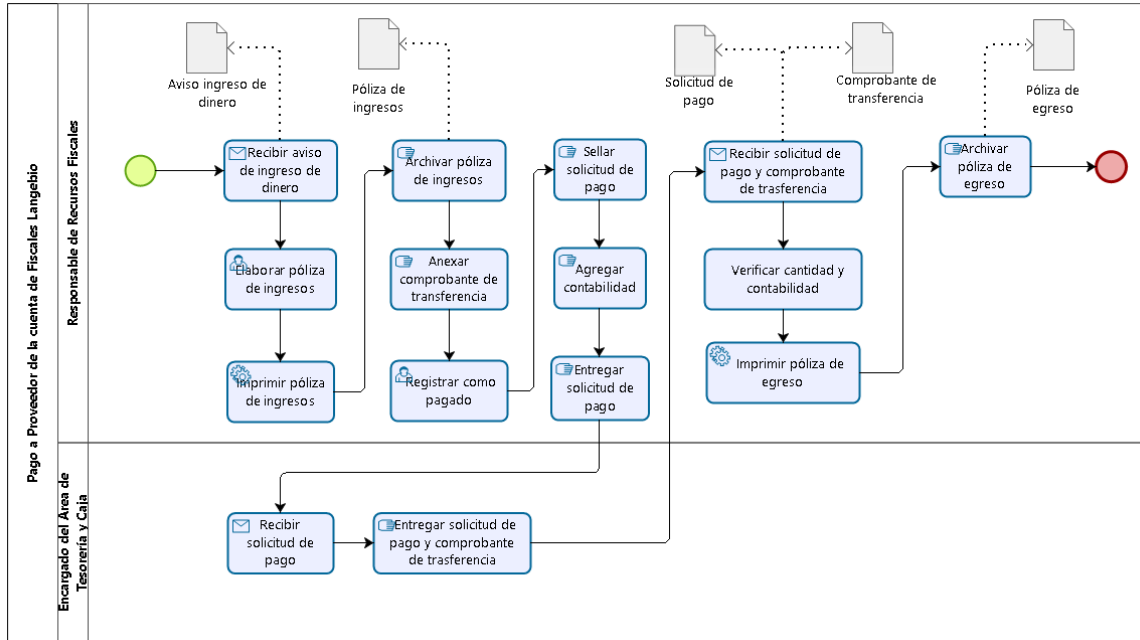 Pago a Proveedor de la cuenta de Fiscales Langebio
Responsable de Recursos Fiscales
Aviso ingreso de
dinero
Póliza de
ingresos
Solicitud de
pago
Comprobante de
transferencia
Póliza de
egreso
Recibir aviso
de ingreso de
dinero
Elaborar póliza
de ingresos
Imprimir póliza
de ingresos
Archivar póliza
de ingresos
Anexar
comprobante de
transferencia
Registrar como
pagado
Sellar
solicitud de
pago
Agregar
contabilidad
Entregar
solicitud de
pago
Recibir solicitud de
pago y comprobante
de trasferencia
Verificar cantidad y
contabilidad
Imprimir póliza de
egreso
Archivar
póliza de
egreso
Encargado del Area de
Tesorería y Caia
Recibir
solicitud de
pago
Entregar solicitud de
pago y comprobante
de trasferencia